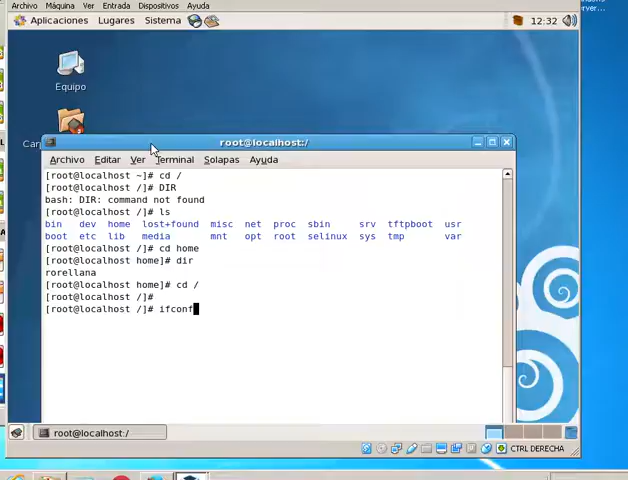 Archivo Máquina Ver Entrada Dispositivos Ayuda
Aplicaciones Lugares Sistema 12:32
Equipo
root@localhost:/
Archivo Editar Ver Terminal Solapas Ayuda
[root@localhost ~]# cd /
[root@localhost /]# DIR
bash: DIR: command not found
[root@localhost /]# ls
bin dev home lost+found misc net proc sbin srv tftpboot usr
boot etc lib media mnt opt root selinux sys tmp var
[root@localhost /]# cd home
[root@localhost home]# dir
rorellana
[root@localhost home]# cd /
[root@localhost /]#
[root@localhost /]# ifconf
root@localhost:/
CTRL DERECHA